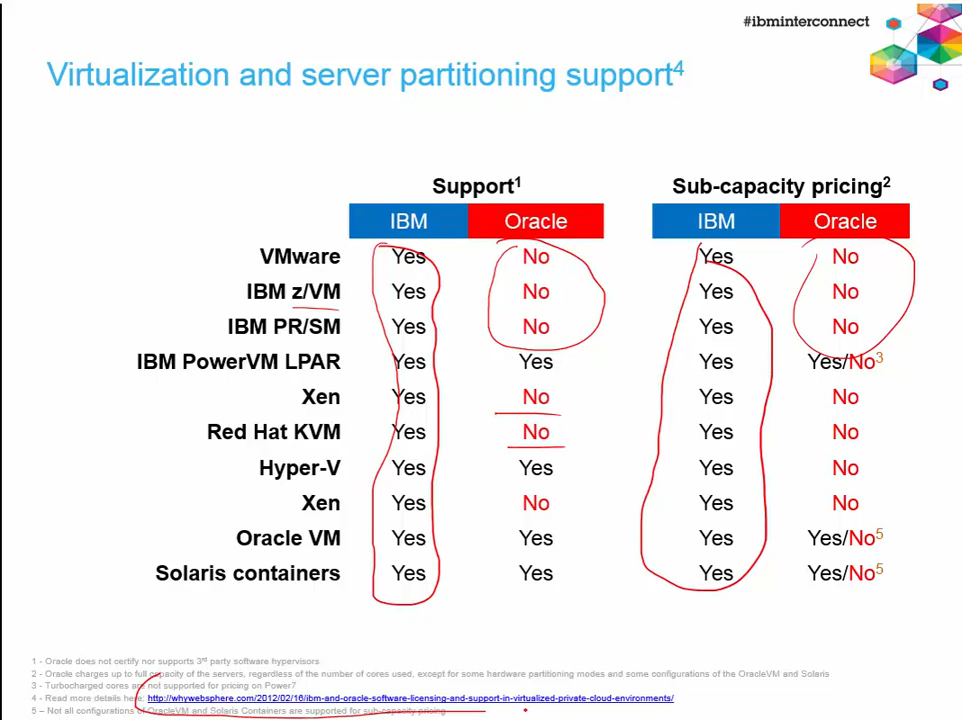 #ibminterconnect
Virtualization and server partitioning support4
Support1 Sub-capacity pricing2
IBM Oracle IBM Oracle
VMware Yes No Yes No
IBM z/VM Yes No Yes No
IBM PR/SM Yes No Yes No
IBM PowerVM LPAR Yes Yes Yes Yes/No3
Xen Yes No Yes No
Red Hat KVM Yes No Yes No
Hyper-V Yes Yes Yes No
Xen Yes No Yes No
Oracle VM Yes Yes Yes Yes/No5
Solaris containers Yes Yes Yes Yes/No5
1 - Oracle does not certify nor supports 3rd party software hypervisors
2 - Oracle charges up to full capacity of the servers, regardless of the number of cores used, except for some hardware partitioning modes and some configurations of the OracleVM and Solaris
3 - Turbocharged cores are not supported for pricing on Power7
4 - Read more details here: http://whywebsphere.com/2012/02/16/ibm-and-oracle-software-licensing-and-support-in-virtualized-private-cloud-environments/
5 – Not all configurations of OracleVM and Solaris Containers are supported for sub-capacity pricing